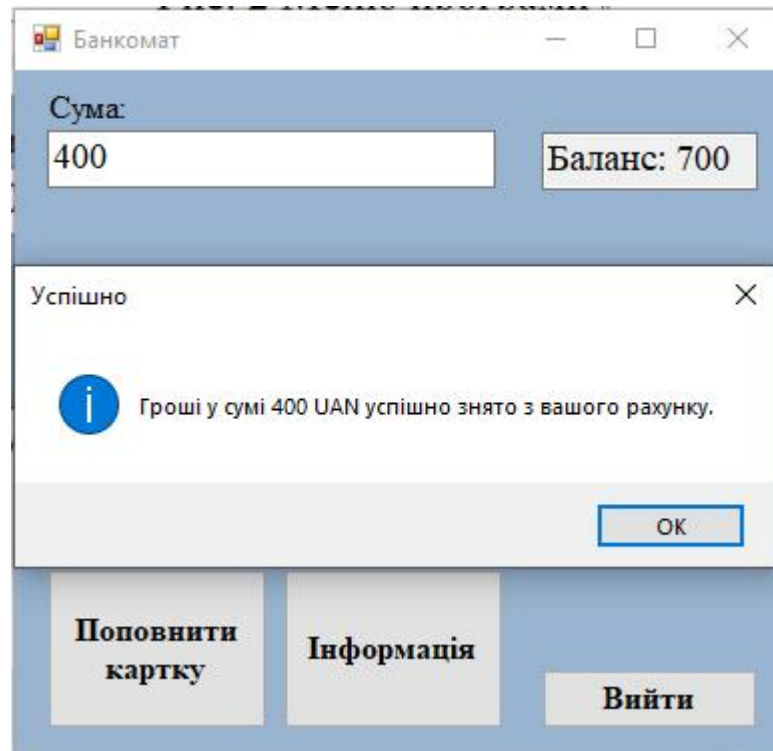 Банкомат
Сума:
400
Баланс: 700
Успішно
Гроші у сумі 400 UAN успішно знято з вашого рахунку.
OK
Поповнити
картку
Інформація
Вийти